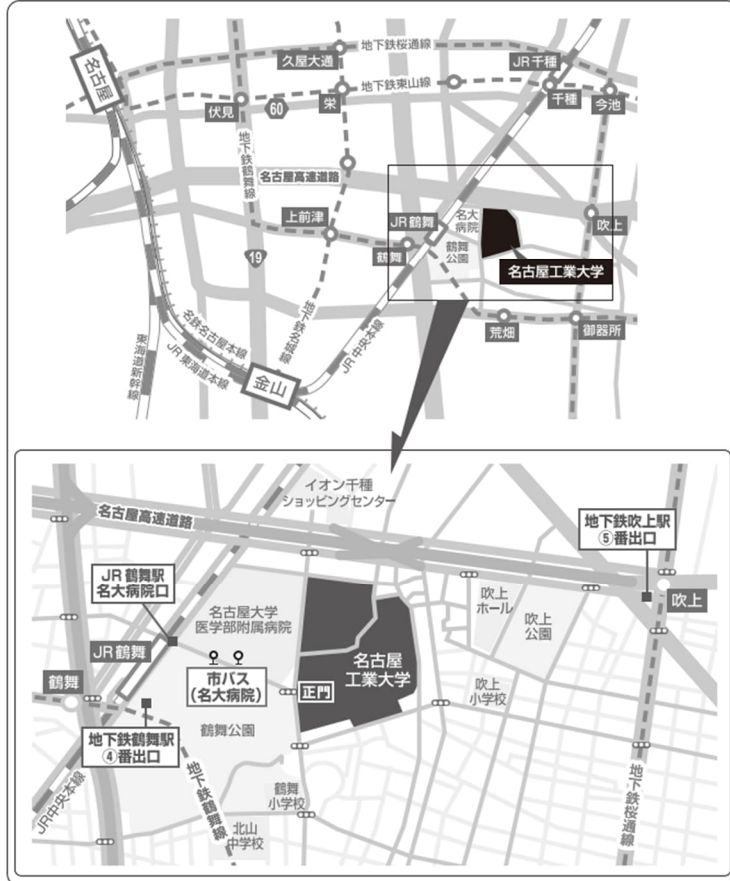 地下鉄桜通線
久屋大通
JR千種
名古屋
地下鉄東山線
栄
伏見
60
千種
今池
地下鉄鶴舞線
名古屋高速道路
上前津
JR鶴舞
名大
病院
吹上
鶴舞
鶴舞
公園
19
名古屋工業大学
地下鉄名城線
荒畑
御器所
名鉄名古屋本線
JR東海道本線
JR中央本線
東海道新幹線
金山
イオン千種
ショッピングセンター
名古屋高速道路
地下鉄吹上駅
⑤番出口
JR鶴舞駅
名大病院口
名古屋大学
医学部附属病院
吹上
ホール
吹上
公園
吹上
JR鶴舞
名古屋
工業大学
鶴舞
市バス
(名大病院)
正門
吹上
小学校
地下鉄鶴舞駅
④番出口
鶴舞公園
地下鉄鶴舞線
鶴舞
小学校
JR中央本線
北山
中学校
地下鉄桜通線